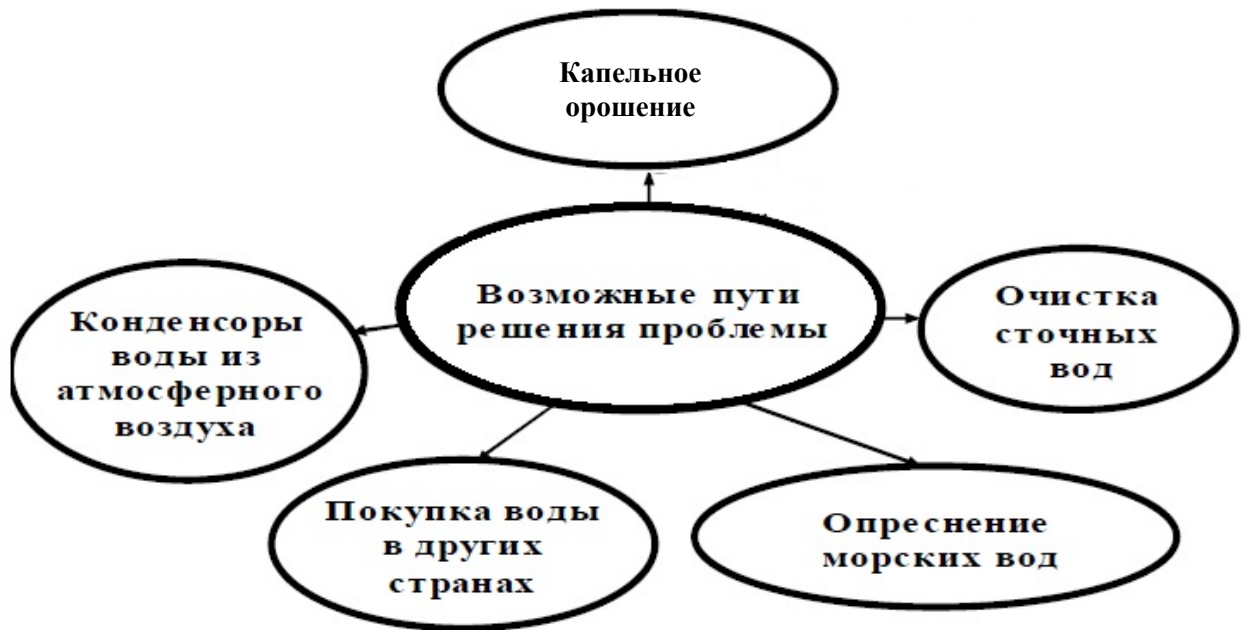 Капельное
орошение
Возможные пути
решения проблемы
Очистка
сточных
вод
Конденсоры
воды из
атмосферного
воздуха
Покупка воды
в других
странах
Опреснение
морских вод